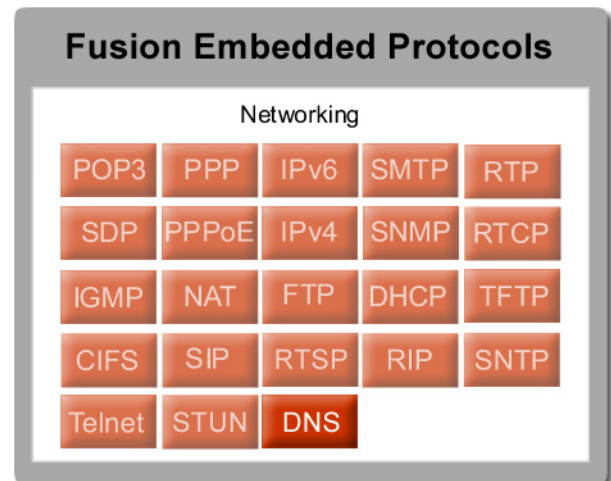 Fusion Embedded Protocols
Networking
POP3 PPP IPv6 SMTP RTP
SDP PPPoE IPv4 SNMP RTCP
IGMP NAT FTP DHCP TFTP
CIFS SIP RTSP RIP SNTP
Telnet STUN DNS